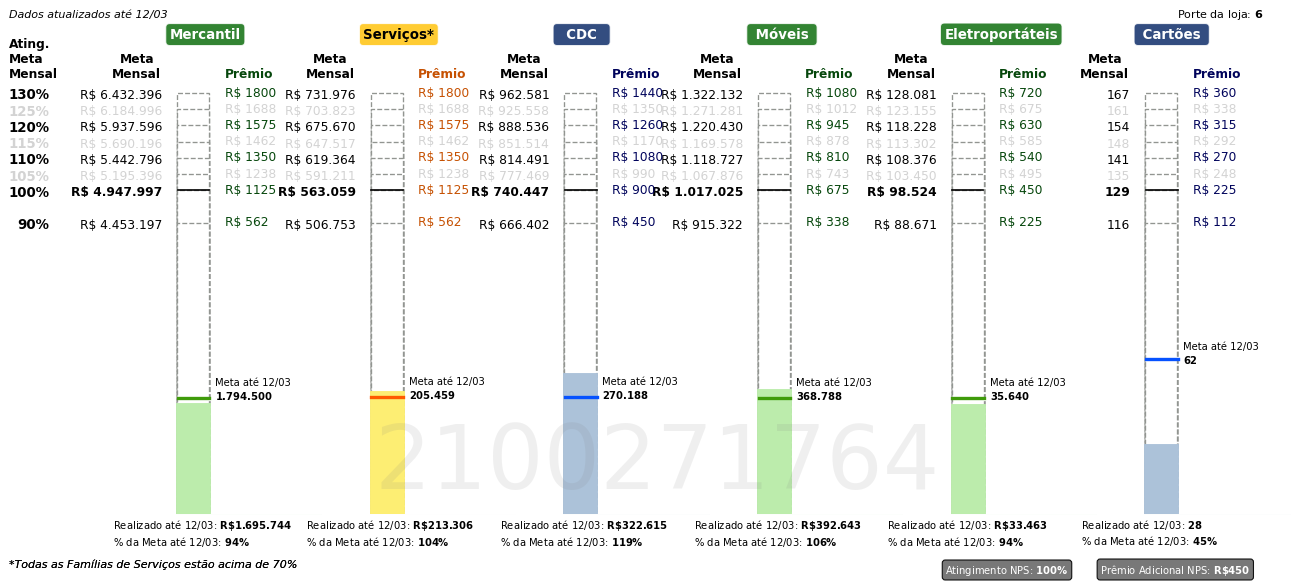 Dados atualizados até 12/03
Porte da loja: 6
Mercantil Serviços* CDC Móveis Eletroportáteis Cartões
Ating. Meta Mensal
Meta Mensal Prêmio Meta Mensal Prêmio Meta Mensal Prêmio Meta Mensal Prêmio Meta Mensal Prêmio Meta Mensal Prêmio
130% R$ 6.432.396 R$ 1800 R$ 731.976 R$ 1800 R$ 962.581 R$ 1440 R$ 1.322.132 R$ 1080 R$ 128.081 R$ 720 167 R$ 360
125% R$ 6.184.996 R$ 1688 R$ 703.823 R$ 1688 R$ 925.558 R$ 1350 R$ 1.271.281 R$ 1012 R$ 123.155 R$ 675 161 R$ 338
120% R$ 5.937.596 R$ 1575 R$ 675.670 R$ 1575 R$ 888.536 R$ 1260 R$ 1.220.430 R$ 945 R$ 118.228 R$ 630 154 R$ 315
115% R$ 5.690.196 R$ 1462 R$ 647.517 R$ 1462 R$ 851.514 R$ 1170 R$ 1.169.578 R$ 878 R$ 113.302 R$ 585 148 R$ 292
110% R$ 5.442.796 R$ 1350 R$ 619.364 R$ 1350 R$ 814.491 R$ 1080 R$ 1.118.727 R$ 810 R$ 108.376 R$ 540 141 R$ 270
105% R$ 5.195.396 R$ 1238 R$ 591.211 R$ 1238 R$ 777.469 R$ 990 R$ 1.067.876 R$ 743 R$ 103.450 R$ 495 135 R$ 248
100% R$ 4.947.997 R$ 1125 R$ 563.059 R$ 1125 R$ 740.447 R$ 900 R$ 1.017.025 R$ 675 R$ 98.524 R$ 450 129 R$ 225
90% R$ 4.453.197 R$ 562 R$ 506.753 R$ 562 R$ 666.402 R$ 450 R$ 915.322 R$ 338 R$ 88.671 R$ 225 116 R$ 112
Meta até 12/03
62
Meta até 12/03 Meta até 12/03 Meta até 12/03 Meta até 12/03 Meta até 12/03
1.794.500 205.459 270.188 368.788 35.640
2100271764
Realizado até 12/03: R$1.695.744 Realizado até 12/03: R$213.306 Realizado até 12/03: R$322.615 Realizado até 12/03: R$392.643 Realizado até 12/03: R$33.463 Realizado até 12/03: 28
% da Meta até 12/03: 94% % da Meta até 12/03: 104% % da Meta até 12/03: 119% % da Meta até 12/03: 106% % da Meta até 12/03: 94% % da Meta até 12/03: 45%
*Todas as Famílias de Serviços estão acima de 70%
Atingimento NPS: 100%
Prêmio Adicional NPS: R$450